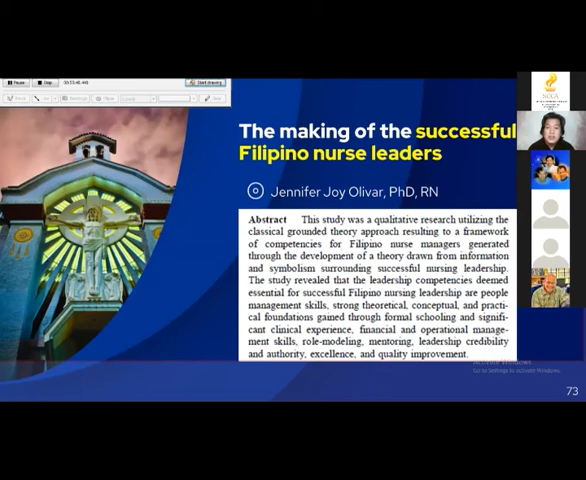 Pause
Stop
Start drawing
The making of the successful
Filipino nurse leaders
Jennifer Joy Olivar, PhD, RN
Abstract This study was a qualitative research utilizing the
classical grounded theory approach resulting to a framework
of competencies for Filipino nurse managers generated
through the development of a theory drawn from information
and symbolism surrounding successful nursing leadership.
The study revealed that the leadership competencies deemed
essential for successful Filipino nursing leadership are people
management skills, strong theoretical, conceptual, and practi-
cal foundations gained through formal schooling and signifi-
cant clinical experience, financial and operational manage-
ment skills, role-modeling, mentoring, leadership credibility
and authority, excellence, and quality improvement.
NCCA
Activate Windows
Go to Settings to activate Windows.
73